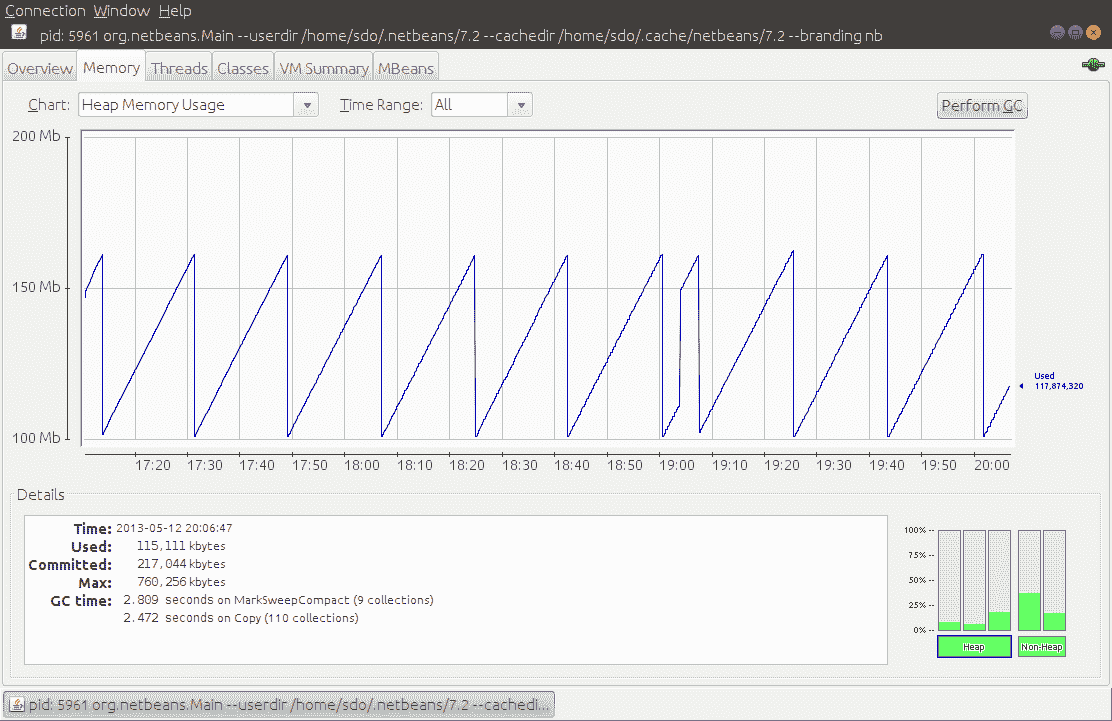 Connection Window Help
pid: 5961 org.netbeans.Main --userdir /home/sdo/.netbeans/7.2 --cachedir /home/sdo/.cache/netbeans/7.2 --branding nb
Overview Memory Threads Classes VM Summary MBeans
Chart: Heap Memory Usage Time Range: All Perform GC
200 Mb
150 Mb
Used
117,874,320
100 Mb
17:20 17:30 17:40 17:50 18:00 18:10 18:20 18:30 18:40 18:50 19:00 19:10 19:20 19:30 19:40 19:50 20:00
Details
Time: 2013-05-12 20:06:47
Used: 115,111 kbytes
Committed: 217,044 kbytes
Max: 760,256 kbytes
GC time: 2.809 seconds on MarkSweepCompact (9 collections)
2.472 seconds on Copy (110 collections)
100% --
75% --
50% --
25% --
0% --
Heap Non-Heap
pid: 5961 org.netbeans.Main --userdir /home/sdo/.netbeans/7.2 --cachedi...